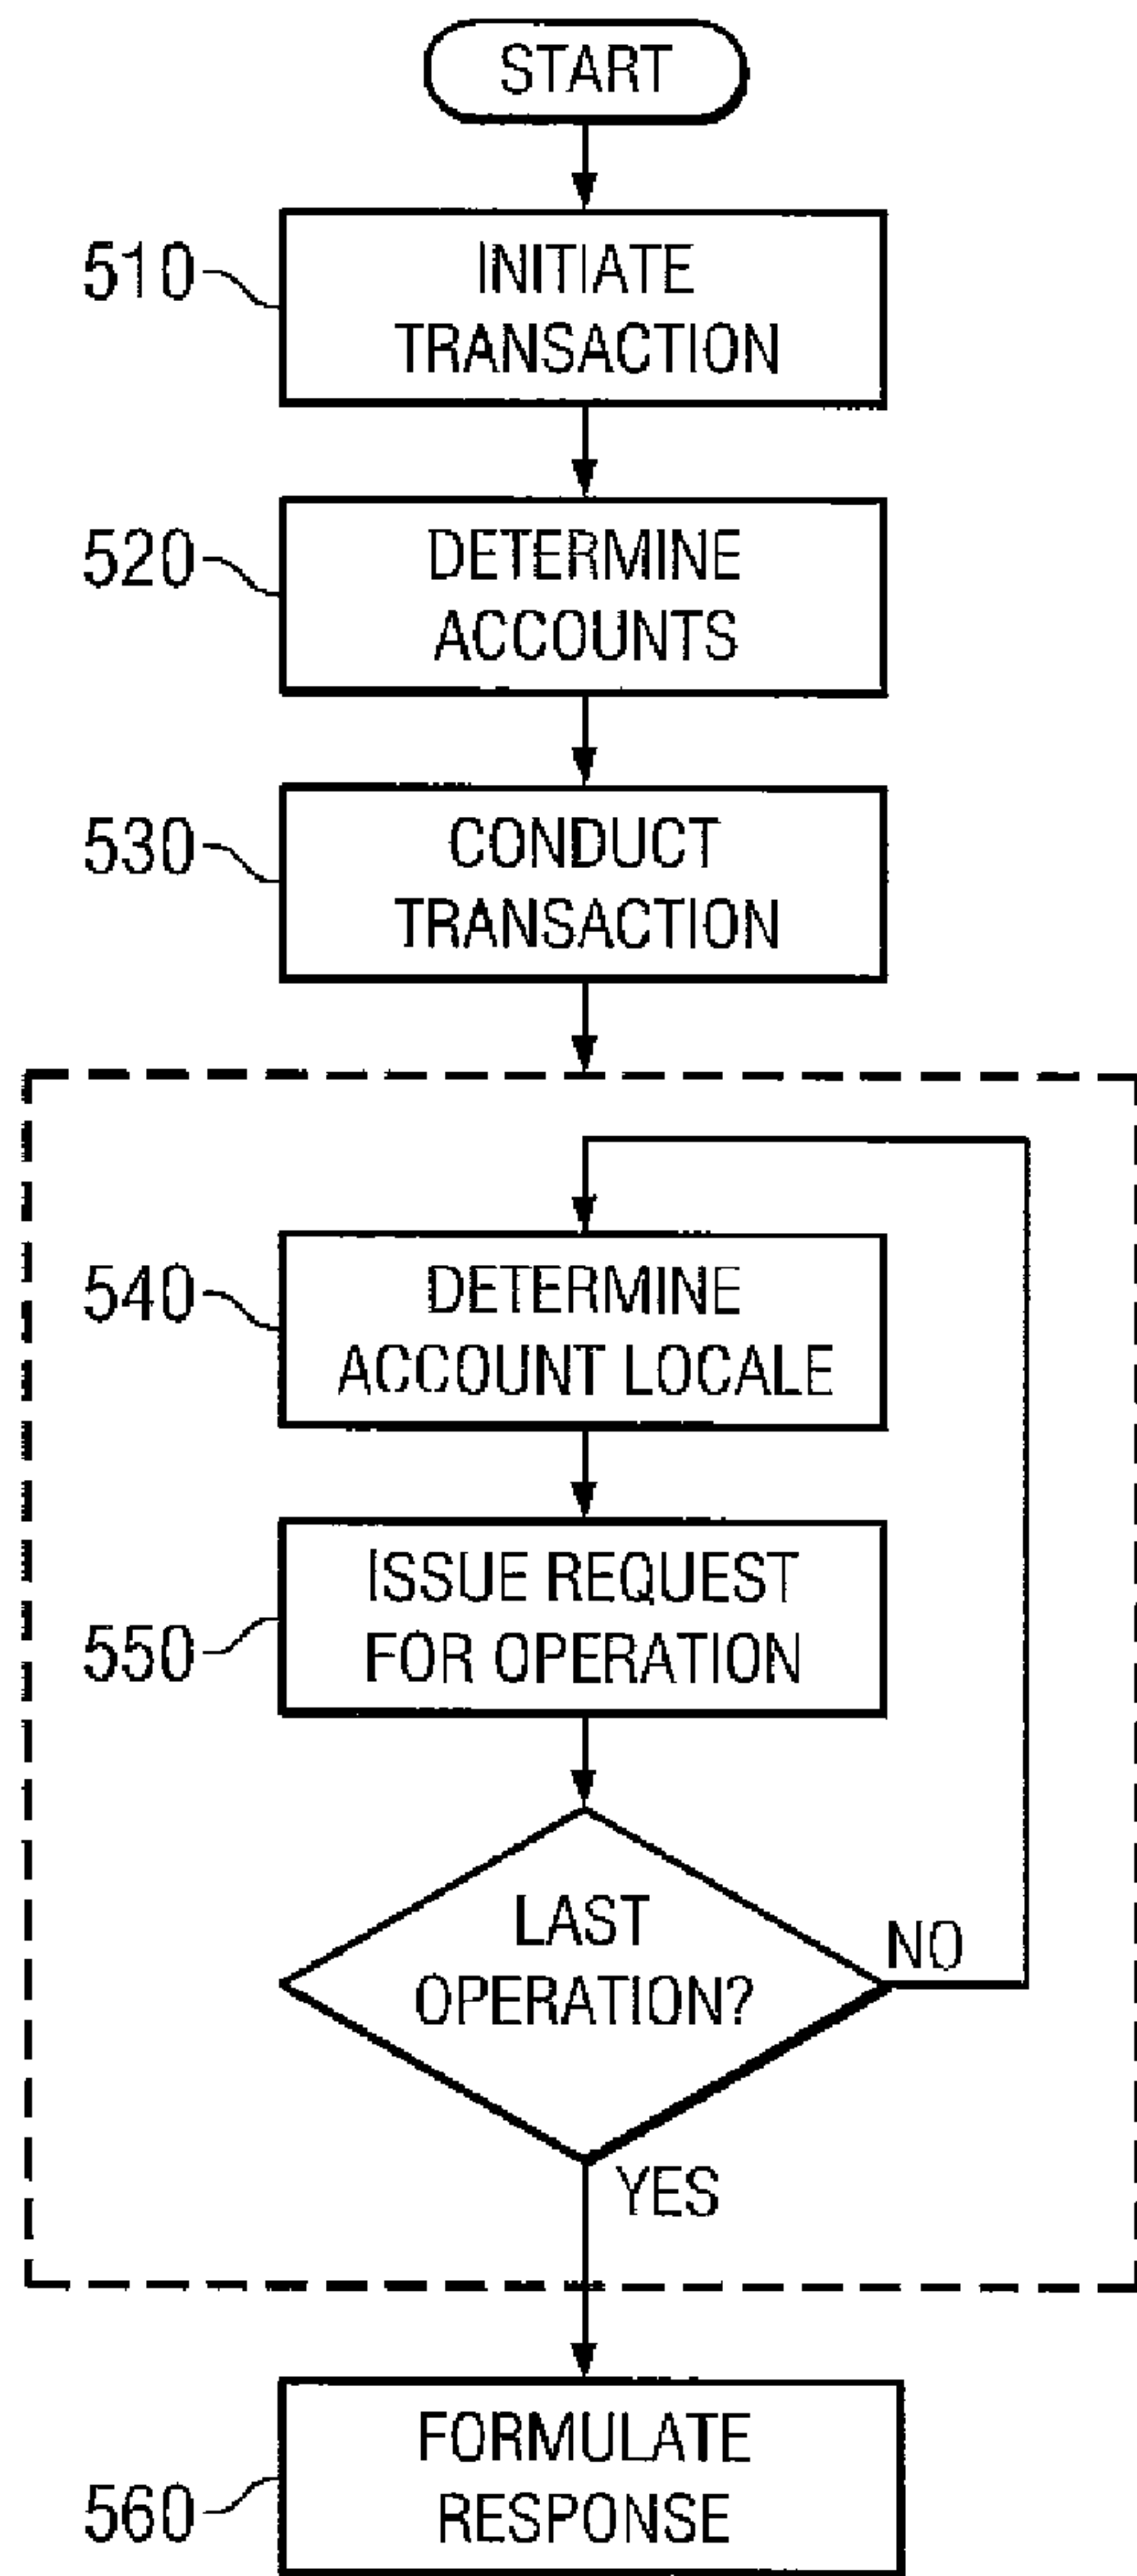 START
510
INITIATE
TRANSACTION
520
DETERMINE
ACCOUNTS
530
CONDUCT
TRANSACTION
540
DETERMINE
ACCOUNT LOCALE
550
ISSUE REQUEST
FOR OPERATION
LAST
OPERATION?
NO
YES
560
FORMULATE
RESPONSE